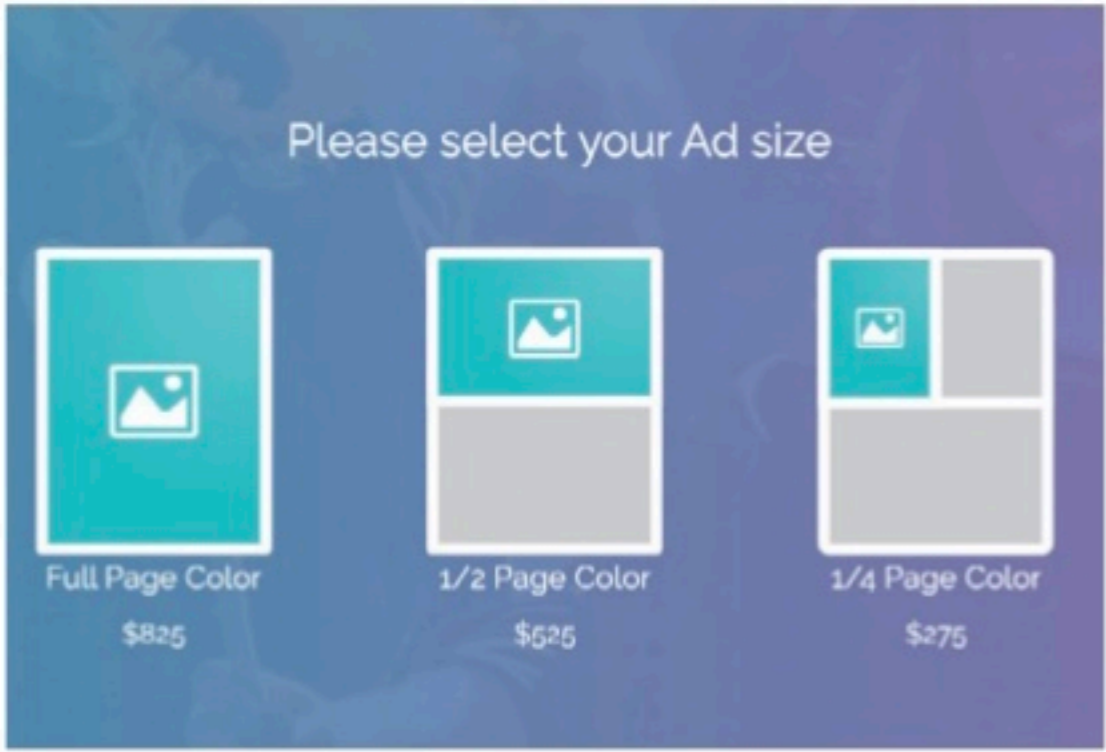 Please select your Ad size
Full Page Color
1/2 Page Color
1/4 Page Color
$825
$525
$275